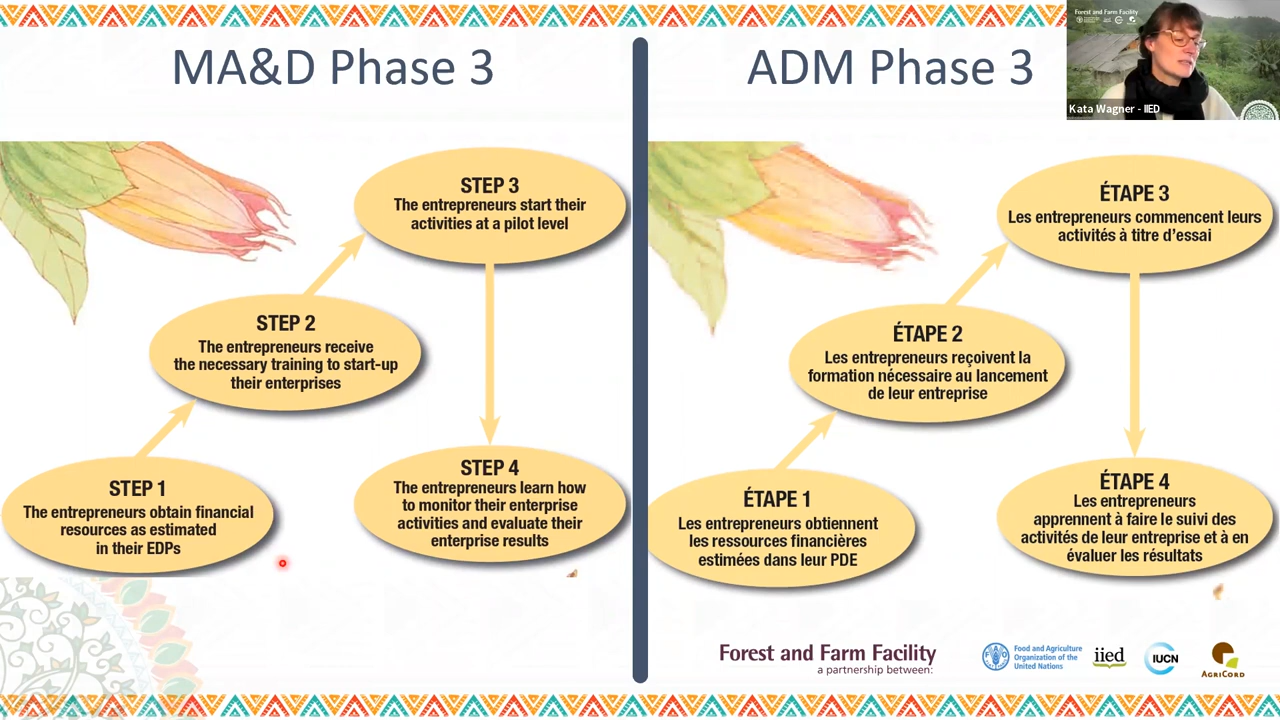 MA&D Phase 3
STEP 3
The entrepreneurs start their
activities at a pilot level
STEP 2
The entrepreneurs receive
the necessary training to start-up
their enterprises
STEP 1
The entrepreneurs obtain financial
resources as estimated
in their EDPs
STEP 4
The entrepreneurs learn how
to monitor their enterprise
activities and evaluate their
enterprise results
ADM Phase 3
ÉTAPE 3
Les entrepreneurs commencent leurs
activités à titre d'essai
ÉTAPE 2
Les entrepreneurs reçoivent la
formation nécessaire au lancement
de leur entreprise
ÉTAPE 1
Les entrepreneurs obtiennent
les ressources financières
estimées dans leur PDE
ÉTAPE 4
Les entrepreneurs
apprennent à faire le suivi des
activités de leur entreprise et à en
évaluer les résultats
Forest and Farm Facility
Kata Wagner - IIED
Forest and Farm Facility
a partnership between:
Food and Agriculture
Organization of the
United Nations
iied
IUCN
AGRICORD